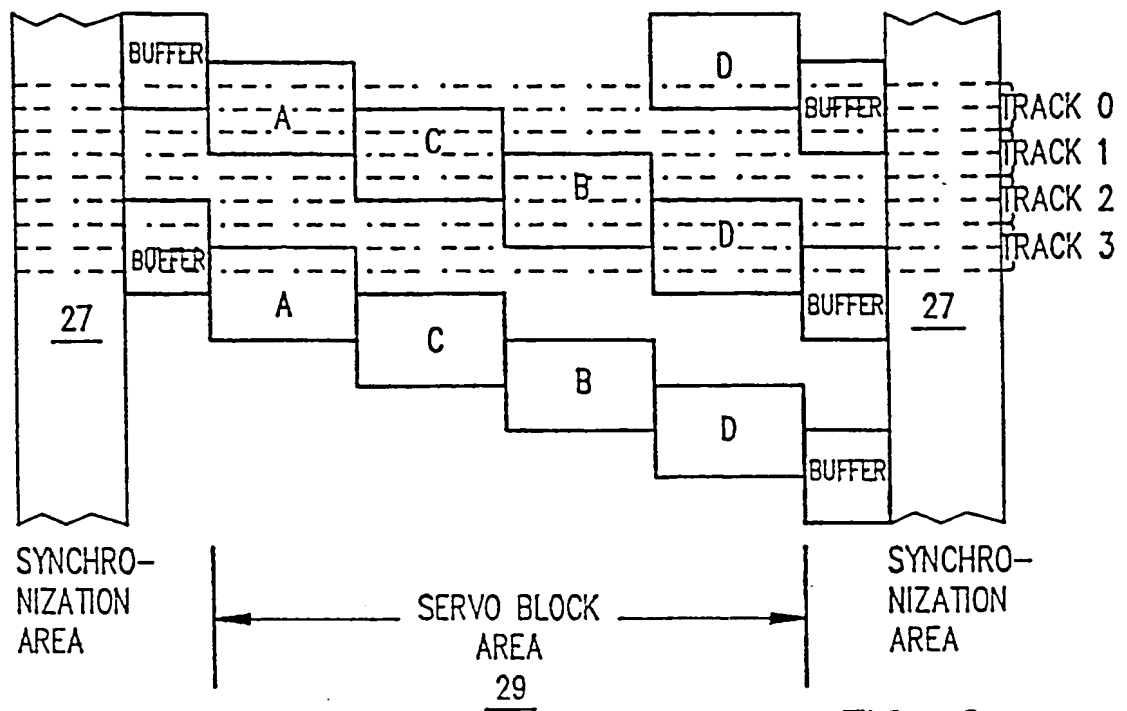 BUFFER
D
A
BUFFER
TRACK 0
C
TRACK 1
B
TRACK 2
D
TRACK 3
BUFFER
A
27
BUFFER
27
C
B
D
BUFFER
SYNCHRO-
NIZATION
AREA
SERVO BLOCK
AREA
29
SYNCHRO-
NIZATION
AREA